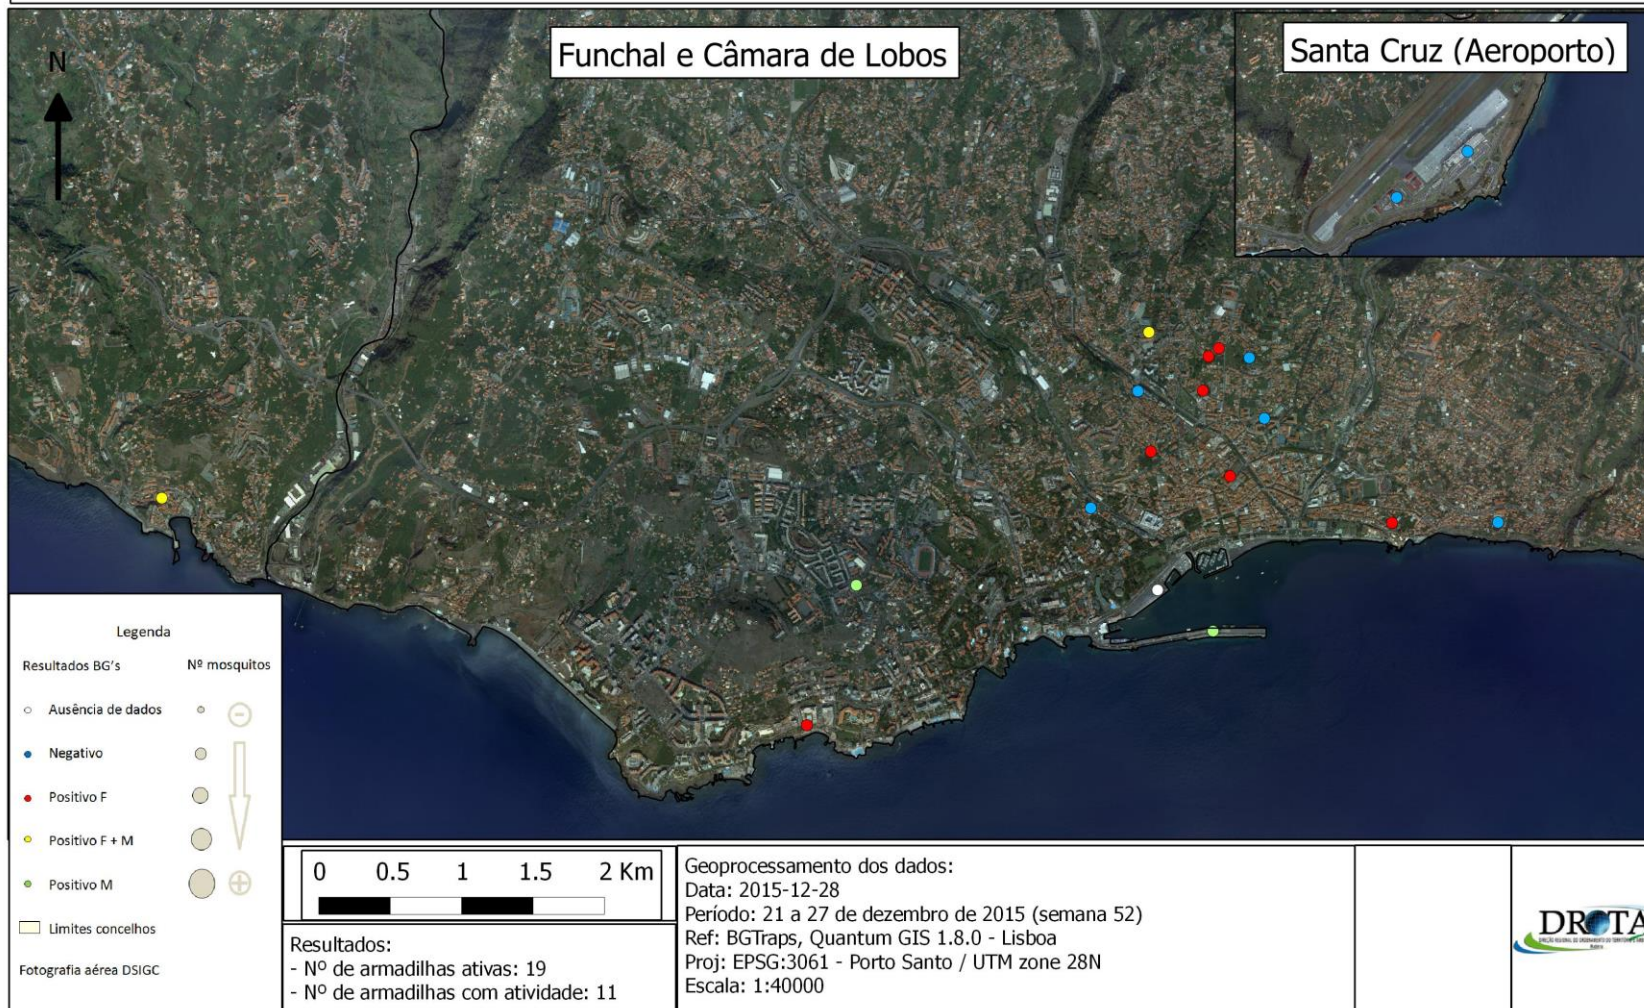 Funchal e Câmara de Lobos
Santa Cruz (Aeroporto)
N
Legenda
Resultados BG's
Nº mosquitos
Ausência de dados
Negativo
Positivo F
Positivo F + M
Positivo M
Limites concelhos
Fotografia aérea DSIGC
0 0.5 1 1.5 2 Km
Resultados:
- Nº de armadilhas ativas: 19
- Nº de armadilhas com atividade: 11
Geoprocessamento dos dados:
Data: 2015-12-28
Período: 21 a 27 de dezembro de 2015 (semana 52)
Ref: BGTraps, Quantum GIS 1.8.0 - Lisboa
Proj: EPSG:3061 - Porto Santo / UTM zone 28N
Escala: 1:40000
DROTA